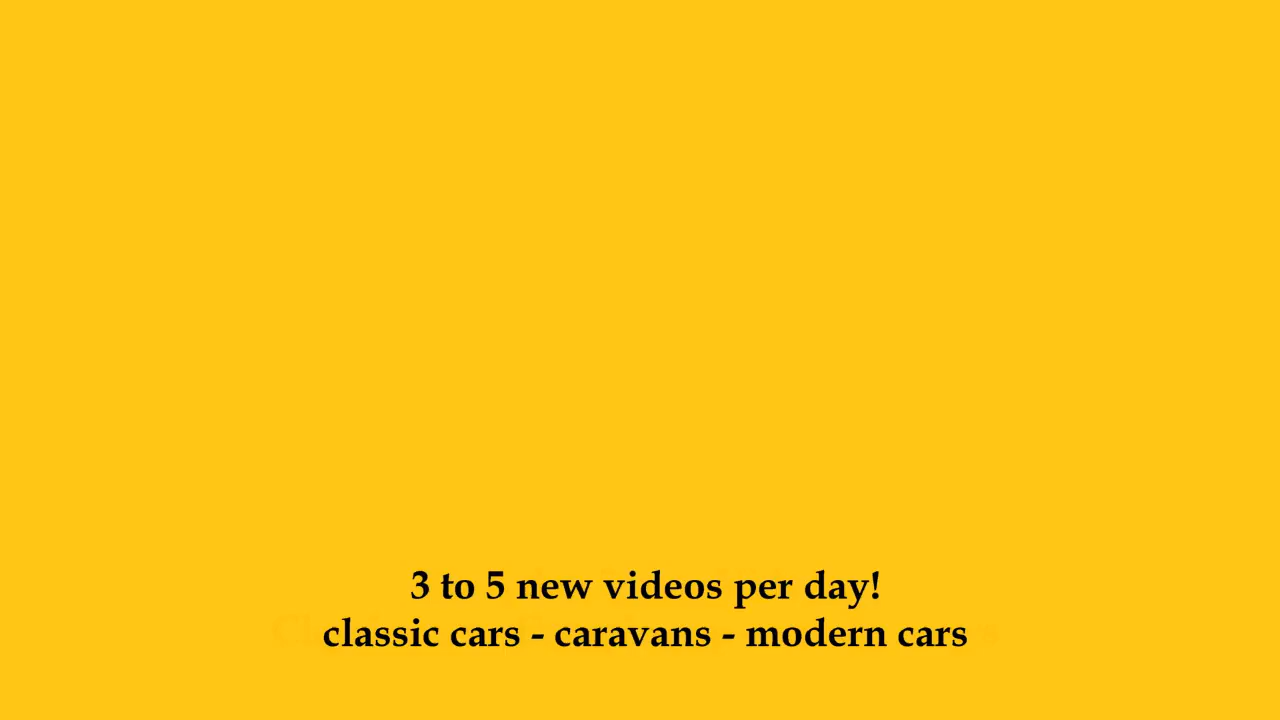 3 to 5 new videos per day!
classic cars - caravans - modern cars